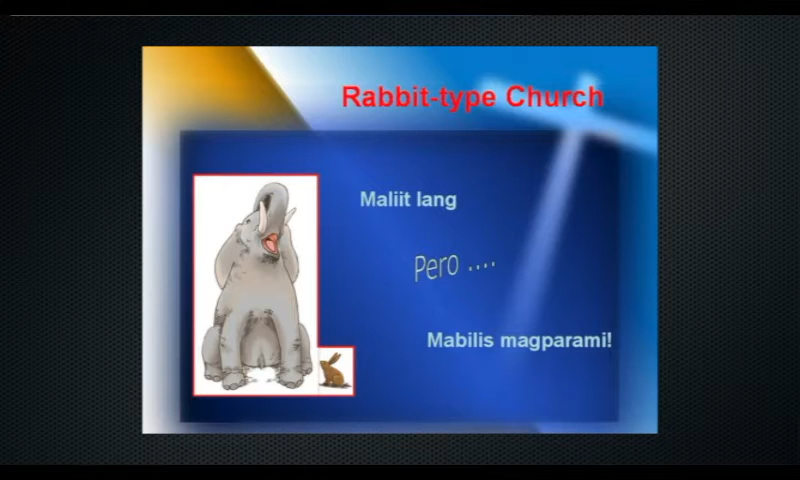 Rabbit-type Church
Maliit lang
Pero ....
Mabilis magparami!